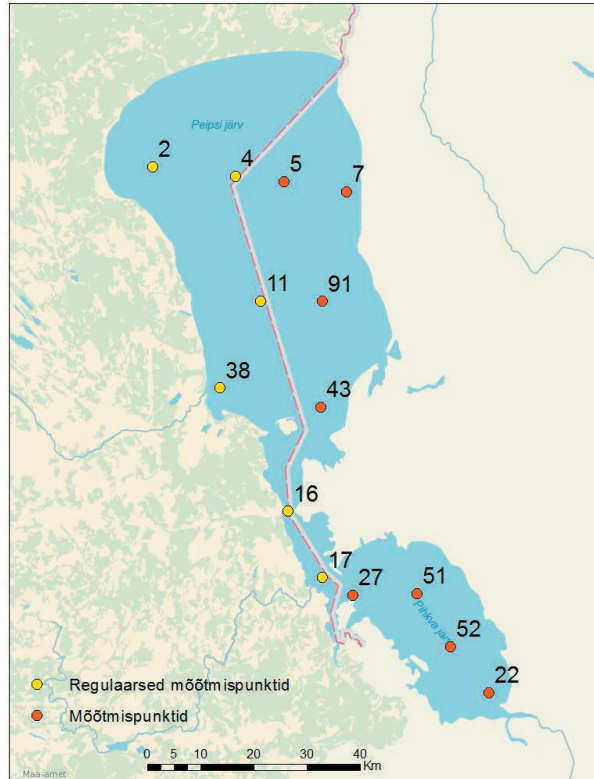 Peipsi järv
2
4
5
7
11
91
38
43
16
17
27
51
Pihkva järv
52
22
Regulaarsed mõõtmispunktid
Mõõtmispunktid
0 5 10 20 30 40
Km
Maa-amet